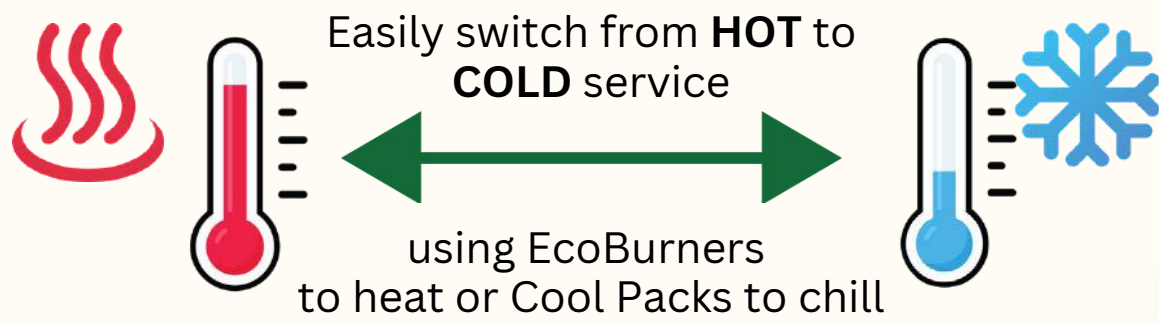 Easily switch from HOT to
COLD service
using EcoBurners
to heat or Cool Packs to chill